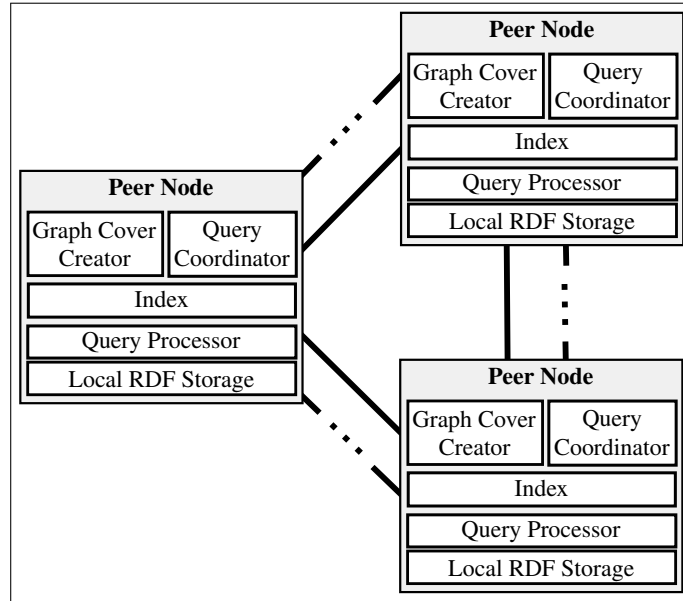 Peer Node
Graph Cover Creator
Query Coordinator
Index
Query Processor
Local RDF Storage
Peer Node
Graph Cover Creator
Query Coordinator
Index
Query Processor
Local RDF Storage
Peer Node
Graph Cover Creator
Query Coordinator
Index
Query Processor
Local RDF Storage